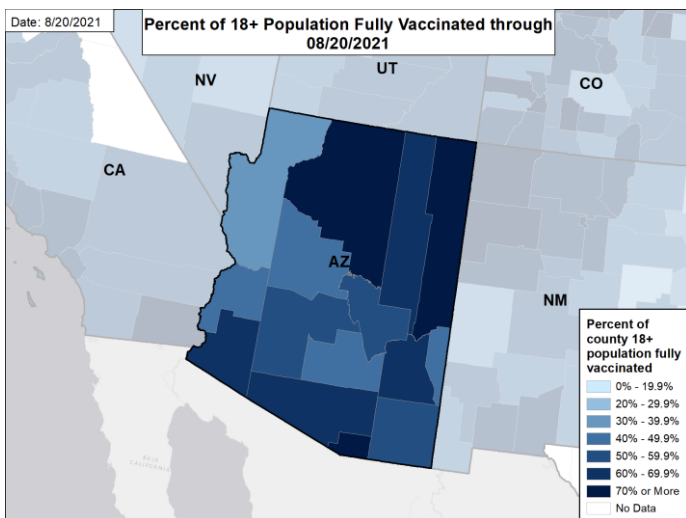 Date: 8/20/2021
Percent of 18+ Population Fully Vaccinated through
08/20/2021
NV
UT
CO
CA
AZ
NM
BAJA
CALIFORNIA
Percent of
county 18+
population fully
vaccinated
0% - 19.9%
20% - 29.9%
30% - 39.9%
40% - 49.9%
50% - 59.9%
60% - 69.9%
70% or More
No Data